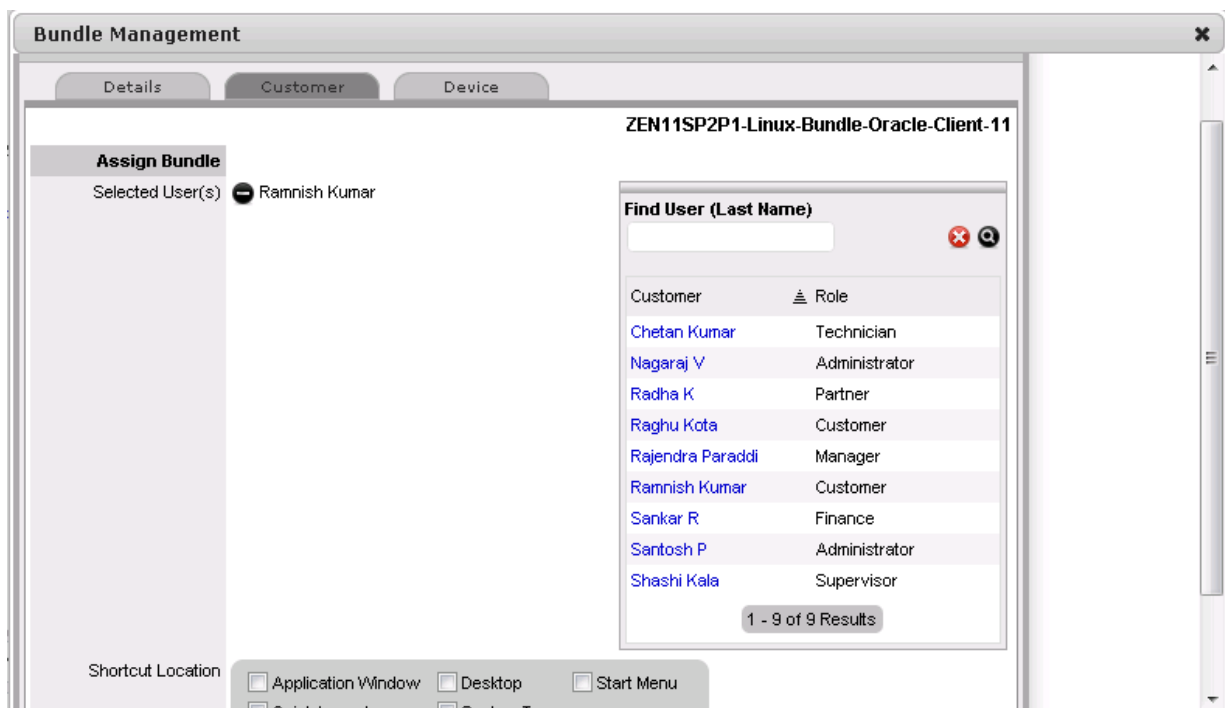 Bundle Management
Details Customer Device
ZEN11SP2P1-Linux-Bundle-Oracle-Client-11
Assign Bundle
Selected User(s) Ramnish Kumar
Find User (Last Name)
Customer Role
Chetan Kumar Technician
Nagaraj V Administrator
Radha K Partner
Raghu Kota Customer
Rajendra Paraddi Manager
Ramnish Kumar Customer
Sankar R Finance
Santosh P Administrator
Shashi Kala Supervisor
1 - 9 of 9 Results
Shortcut Location
Application Window Desktop Start Menu